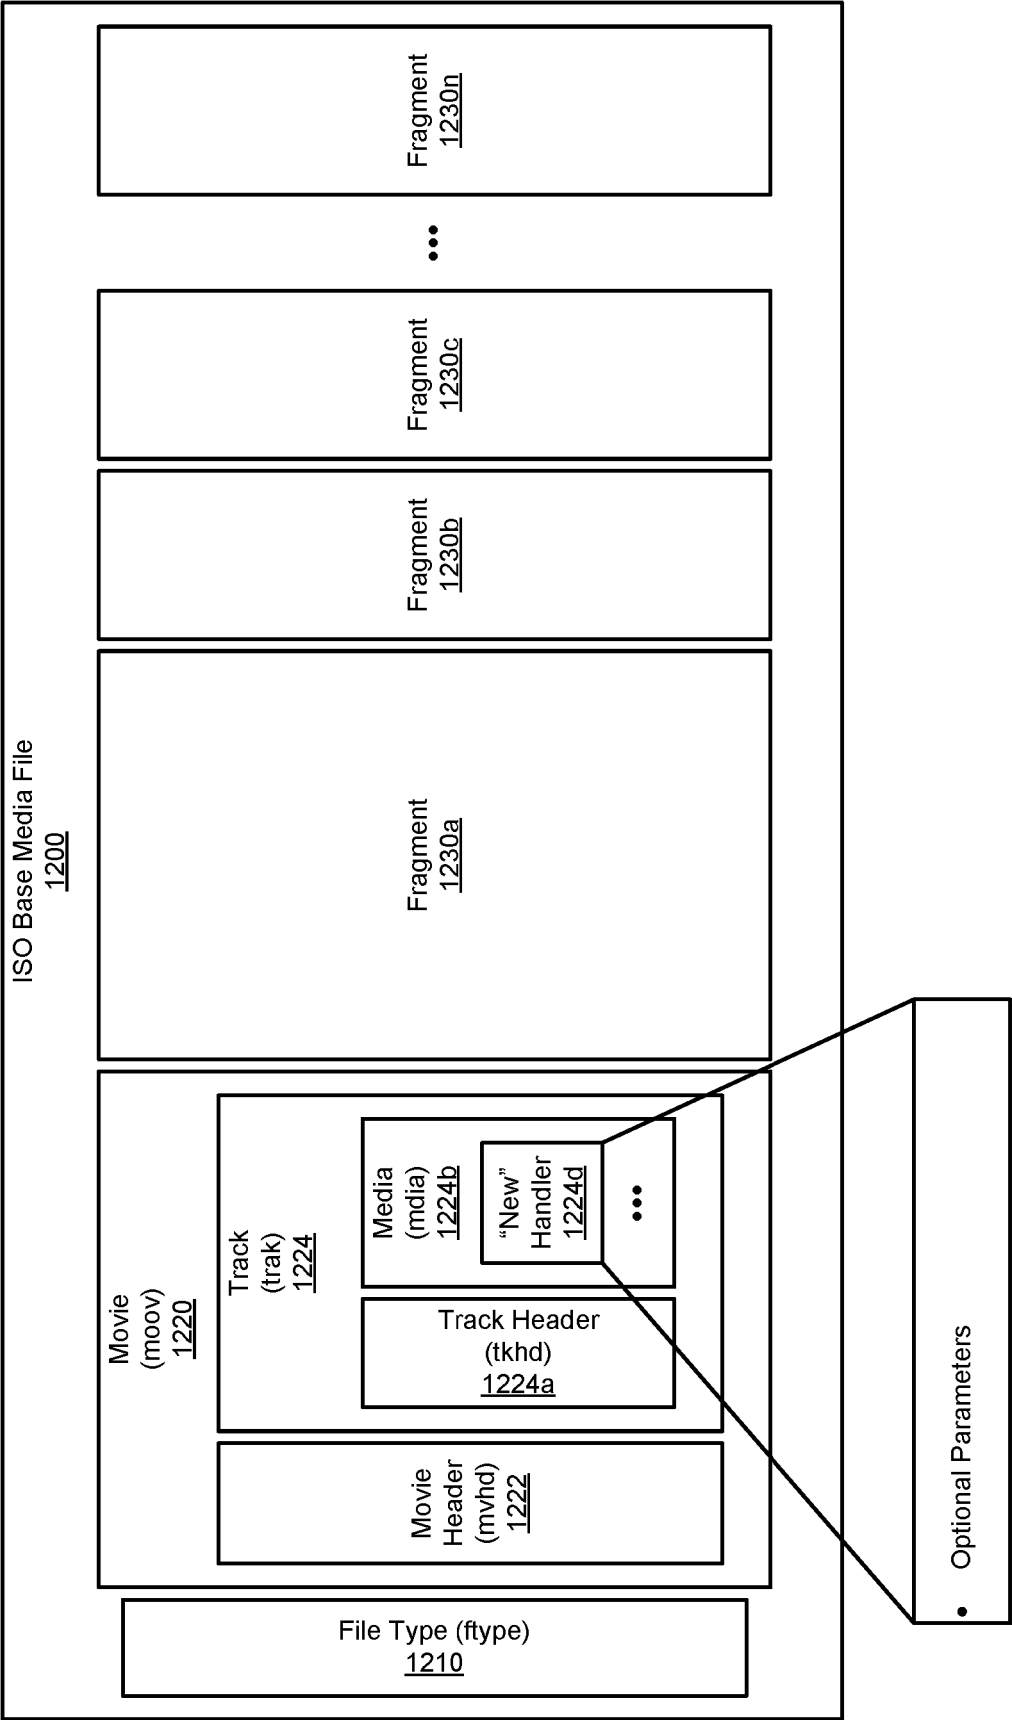 ISO Base Media File
1200
File Type (ftype)
1210
Movie
(moov)
1220
Movie
Header
(mvhd)
1222
Track
(trak)
1224
Track Header
(tkhd)
1224a
Media
(mdia)
1224b
“New”
Handler
1224d
•••
Fragment
1230a
Fragment
1230b
Fragment
1230c
•••
Fragment
1230n
• Optional Parameters